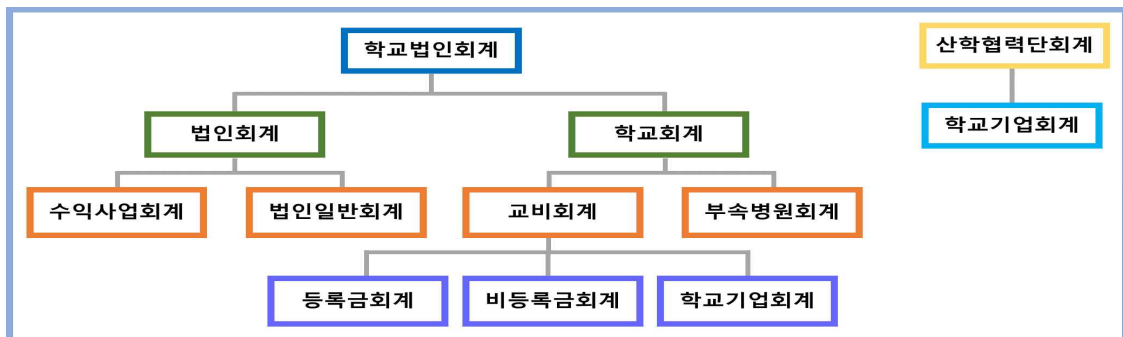 학교법인회계
산학협력단회계
법인회계
학교회계
학교기업회계
수익사업회계
법인일반회계
교비회계
부속병원회계
등록금회계
비등록금회계
학교기업회계